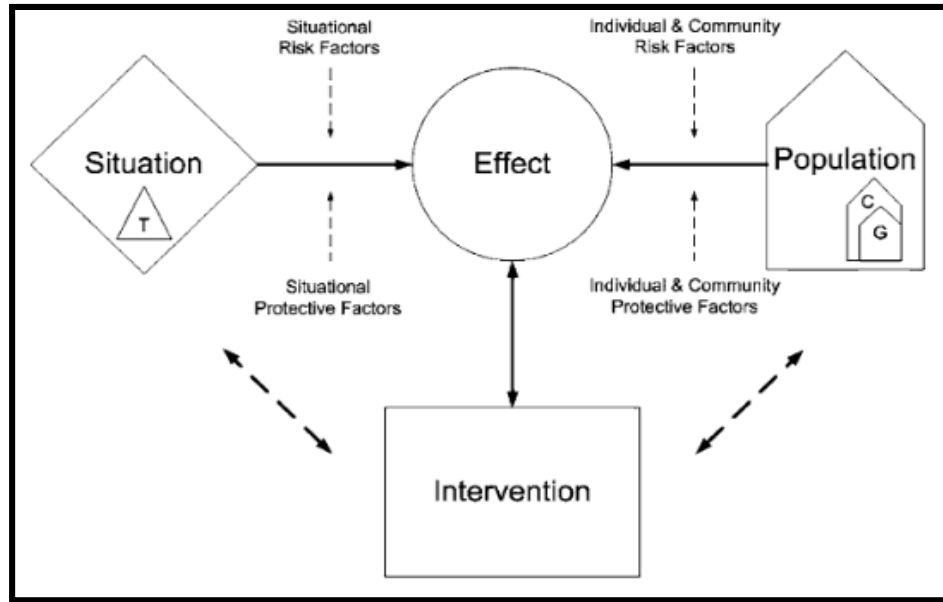 Situational
Risk Factors
Individual & Community
Risk Factors
Situation
T
Effect
Population
C
G
Situational
Protective Factors
Individual & Community
Protective Factors
Intervention